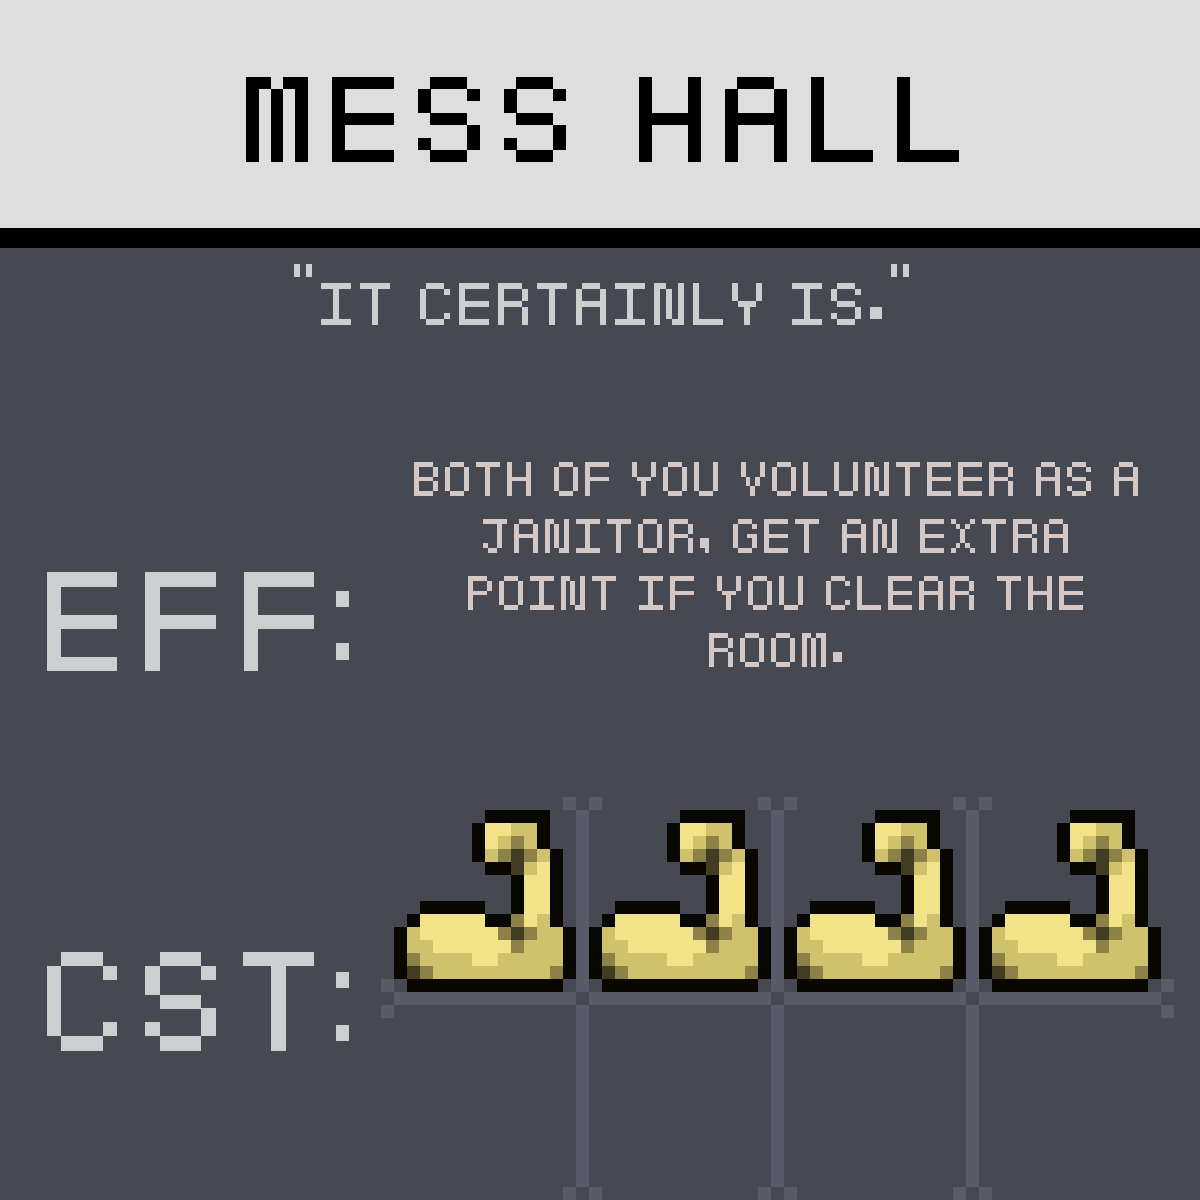 MESS HALL
"IT CERTAINLY IS."
BOTH OF YOU VOLUNTEER AS A
JANITOR, GET AN EXTRA
POINT IF YOU CLEAR THE
ROOM.
EFF:
CST: